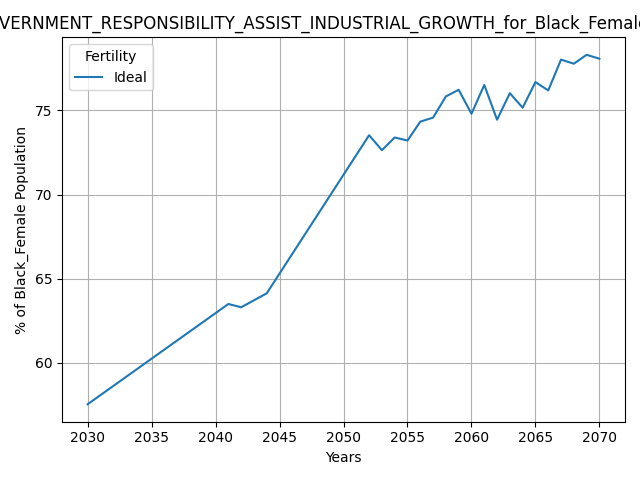 VERNMENT_RESPONSIBILITY_ASSIST_INDUSTRIAL_GROWTH_for_Black_Female
Fertility
Ideal
% of Black_Female Population
75
70
65
60
2030 2035 2040 2045 2050 2055 2060 2065 2070
Years